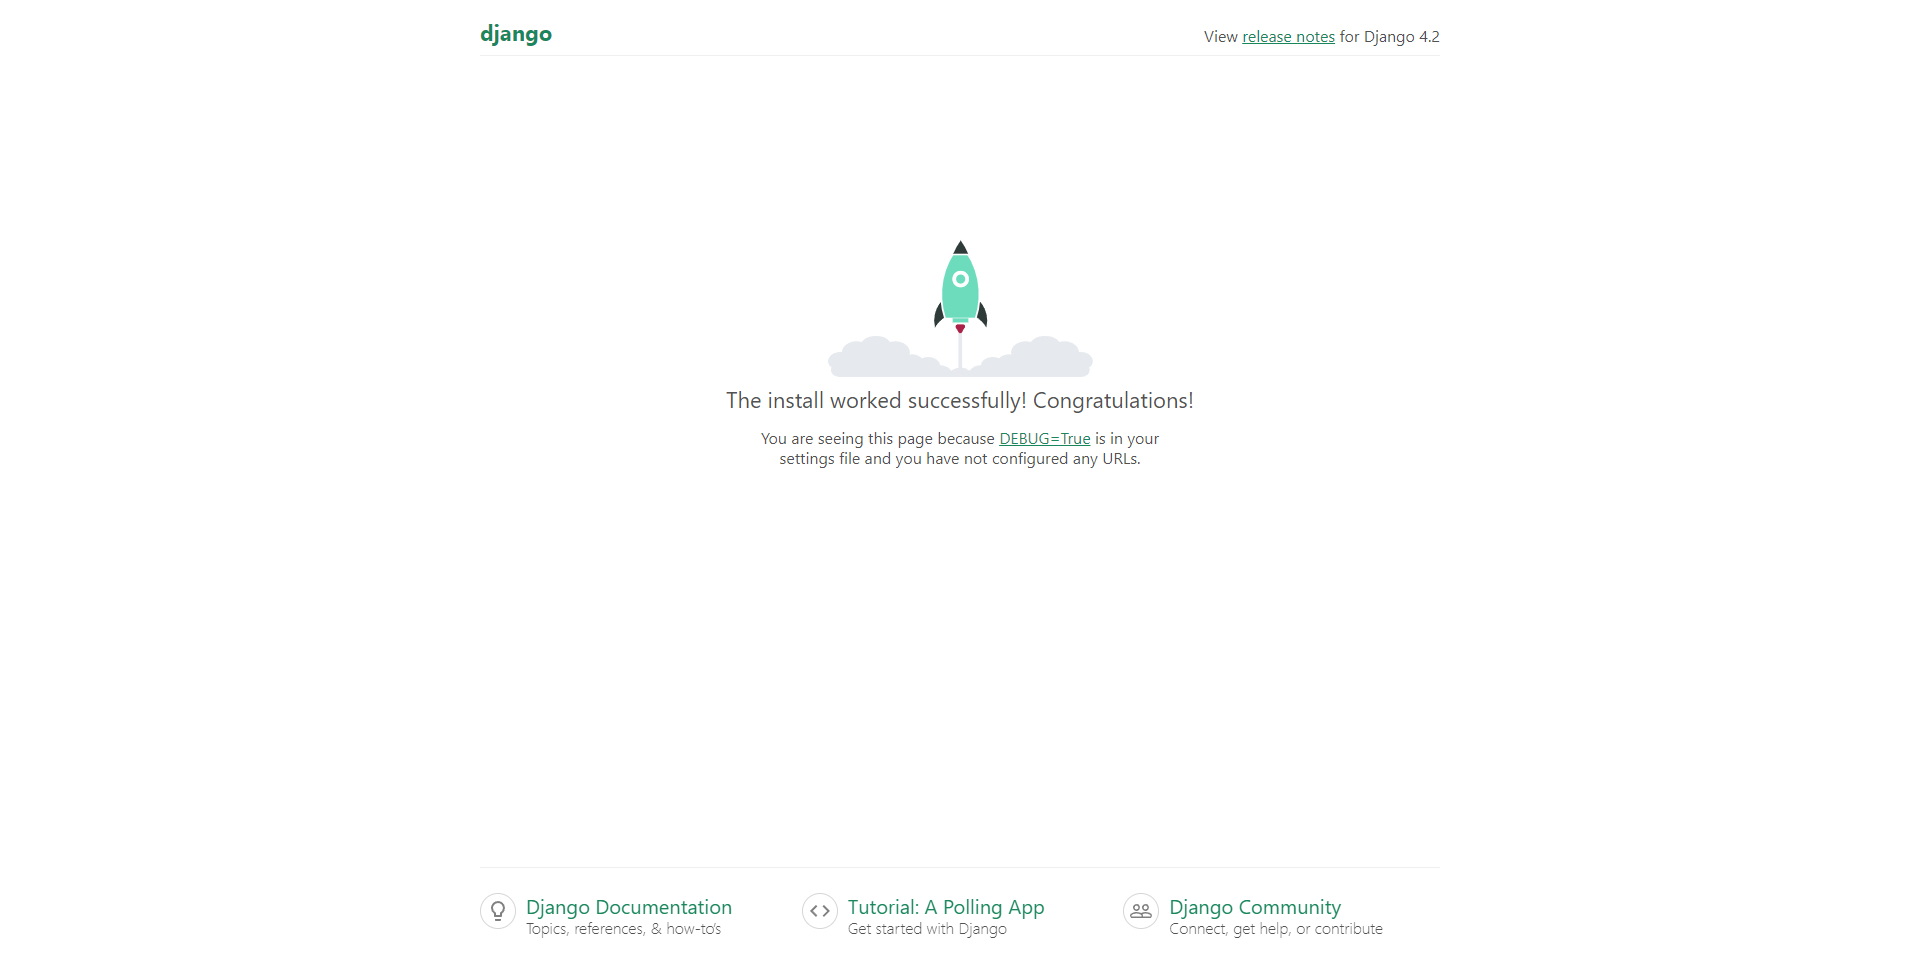 django
View release notes for Django 4.2
The install worked successfully! Congratulations!
You are seeing this page because DEBUG=True is in your
settings file and you have not configured any URLs.
Django Documentation
Topics, references, & how-to's
Tutorial: A Polling App
Get started with Django
Django Community
Connect, get help, or contribute